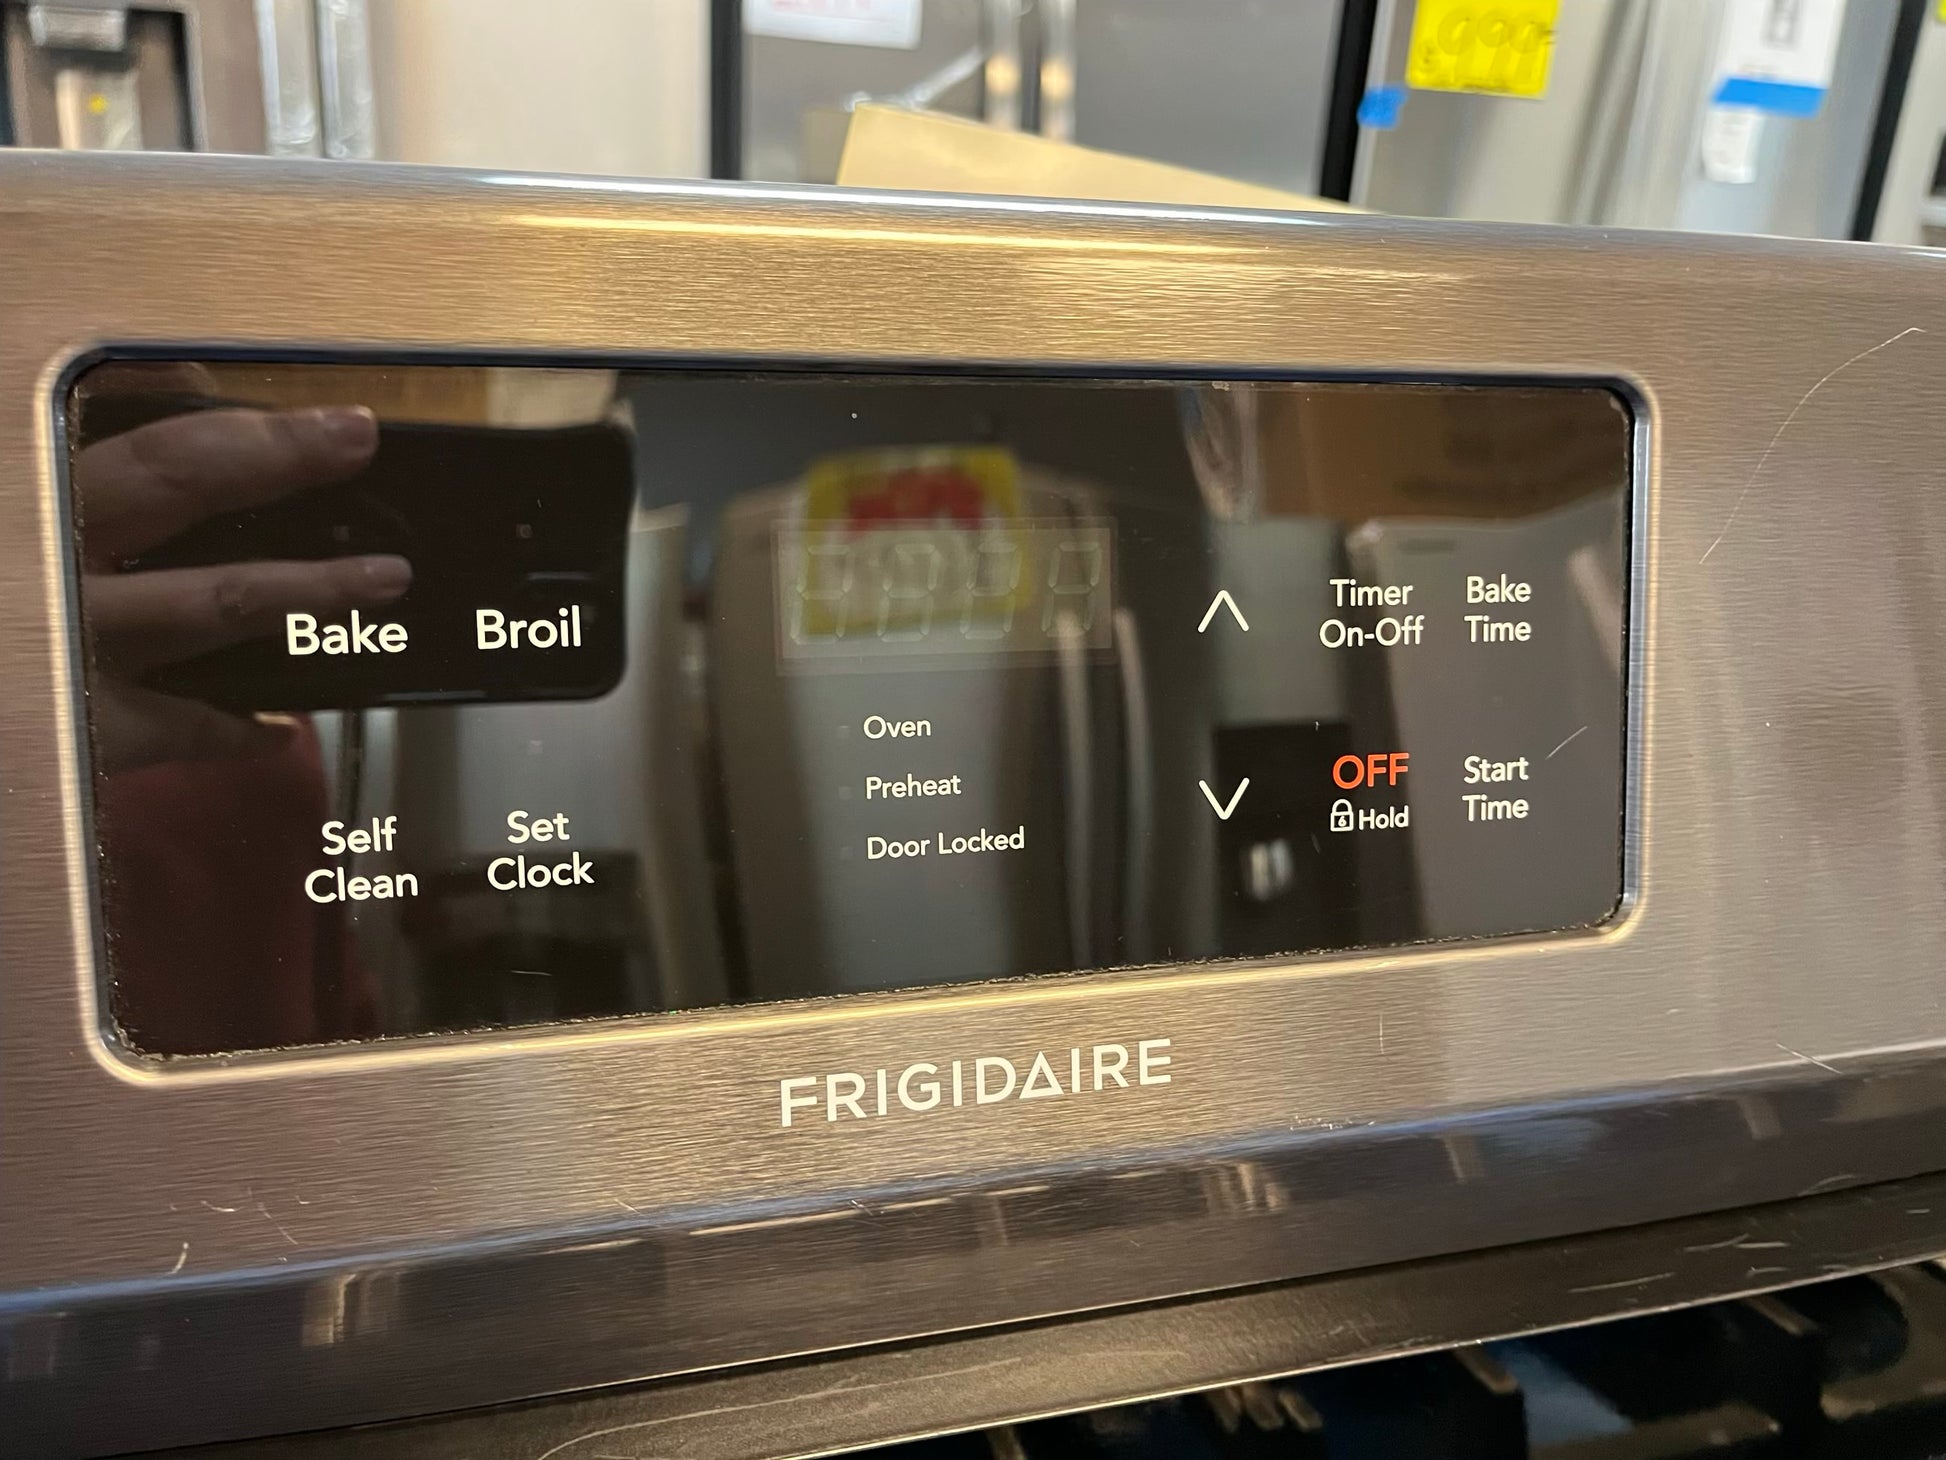 Bake
Broil
Self
Clean
Set
Clock
Oven
Preheat
Door Locked
Timer
On-Off
Bake
Time
OFF
Hold
Start
Time
FRIGIDAIRE